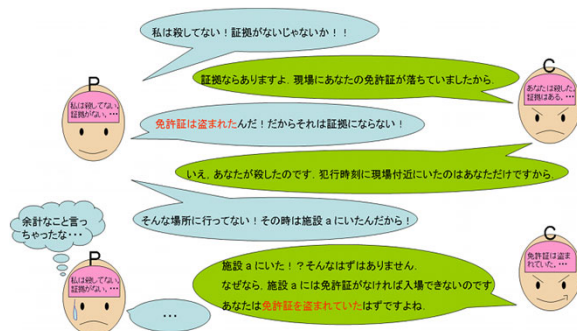 私は殺してない！証拠がないじゃないか！！
P
私は殺してない,
証拠がない,・・・
証拠ならありますよ．現場にあなたの免許証が落ちていましたから．
C
あなたは殺した,
証拠はある,・・・
免許証は盗まれたんだ！だからそれは証拠にならない！
いえ，あなたが殺したのです．犯行時刻に現場付近にいたのはあなただけですから
そんな場所に行ってない！その時は施設aにいたんだから！
余計なこと言っ
ちゃったな・・・
P
私は殺してない,
証拠がない,・・・
・・・
C
免許証は盗ま
れていた,・・・
施設aにいた！？そんなはずはありません．
なぜなら，施設aには免許証がなければ入場できないのです
あなたは免許証を盗まれていたはずですよね．